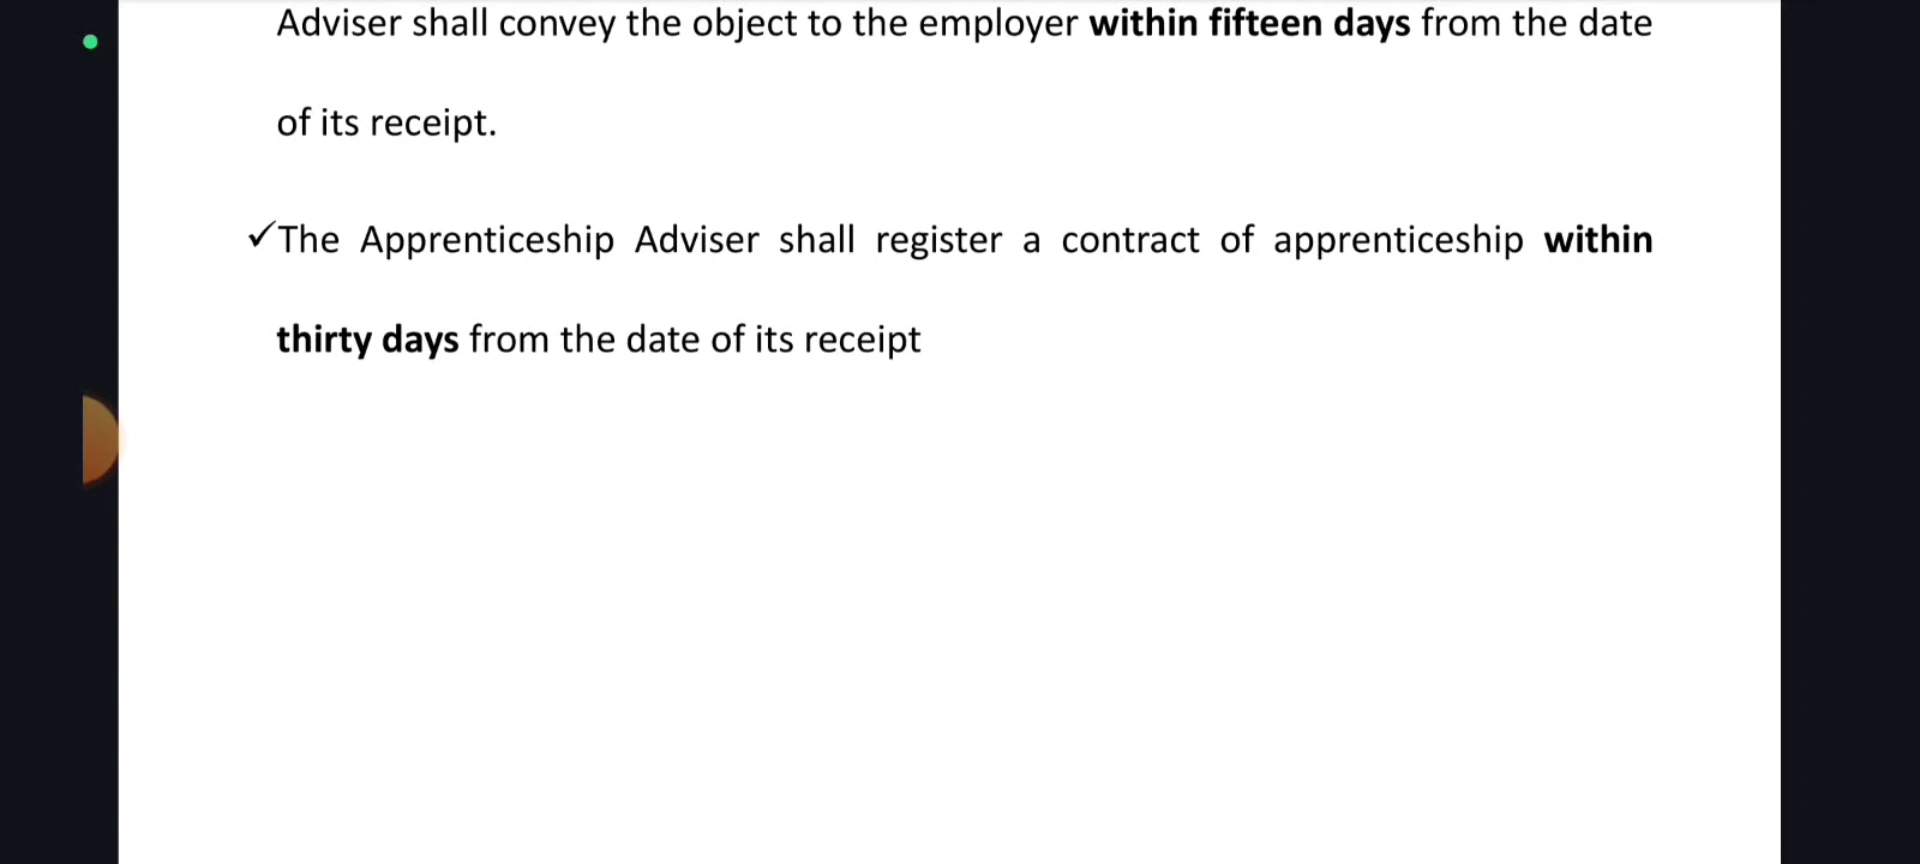 Adviser shall convey the object to the employer within fifteen days from the date
of its receipt.
✓The Apprenticeship Adviser shall register a contract of apprenticeship within
thirty days from the date of its receipt